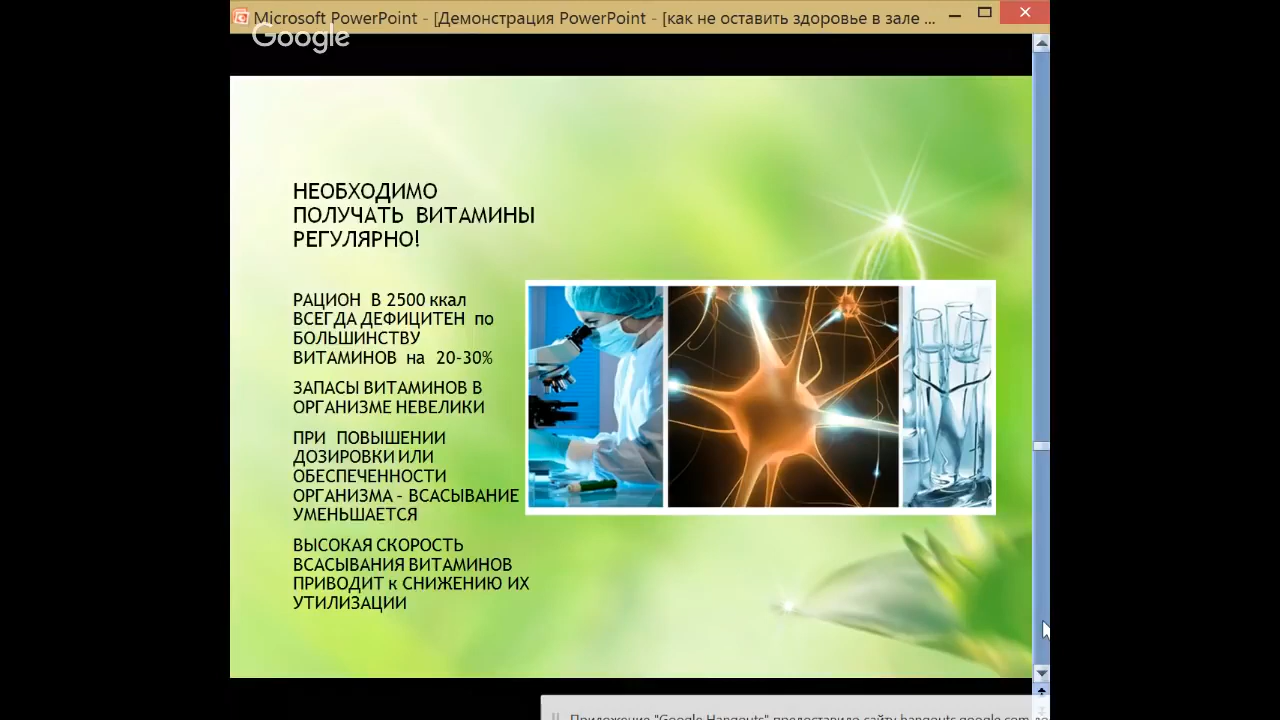 Microsoft PowerPoint - [Демонстрация PowerPoint - [как не оставить здоровье в зале ...
Google
НЕОБХОДИМО
ПОЛУЧАТЬ ВИТАМИНЫ
РЕГУЛЯРНО!
РАЦИОН В 2500 ккал
ВСЕГДА ДЕФИЦИТЕН по
БОЛЬШИНСТВУ
ВИТАМИНОВ на 20-30%
ЗАПАСЫ ВИТАМИНОВ В
ОРГАНИЗМЕ НЕВЕЛИКИ
ПРИ ПОВЫШЕНИИ
ДОЗИРОВКИ ИЛИ
ОБЕСПЕЧЕННОСТИ
ОРГАНИЗМА – ВСАСЫВАНИЕ
УМЕНЬШАЕТСЯ
ВЫСОКАЯ СКОРОСТЬ
ВСАСЫВАНИЯ ВИТАМИНОВ
ПРИВОДИТ к СНИЖЕНИЮ ИХ
УТИЛИЗАЦИИ
Приложение "Google Hangouts" предоставило сайту hangouts.google.com до